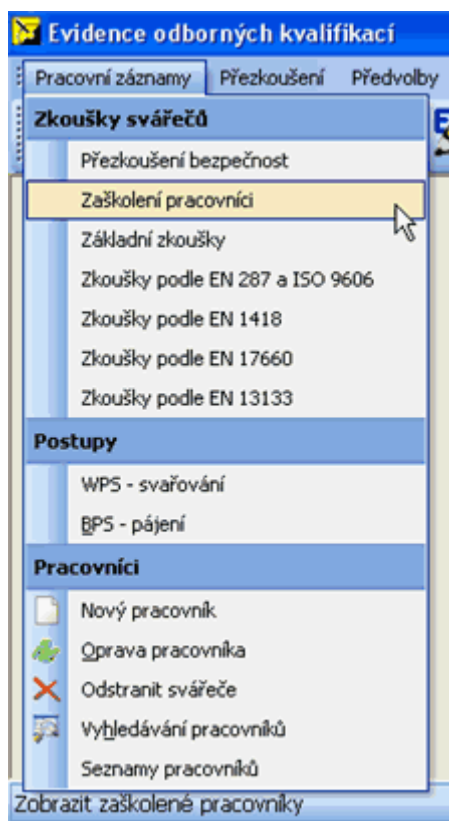 Evidence odborných kvalifikací
Pracovní záznamy Přezkoušení Předvolby
Zkoušky svářečů
Přezkoušení bezpečnost
Zaškolení pracovníci
Základní zkoušky
Zkoušky podle EN 287 a ISO 9606
Zkoušky podle EN 1418
Zkoušky podle EN 17660
Zkoušky podle EN 13133
Postupy
WPS - svařování
BPS - pájení
Pracovníci
Nový pracovník
Oprava pracovníka
Odstranit svářeče
Vyhledávání pracovníků
Seznamy pracovníků
Zobrazit zaškolené pracovníky